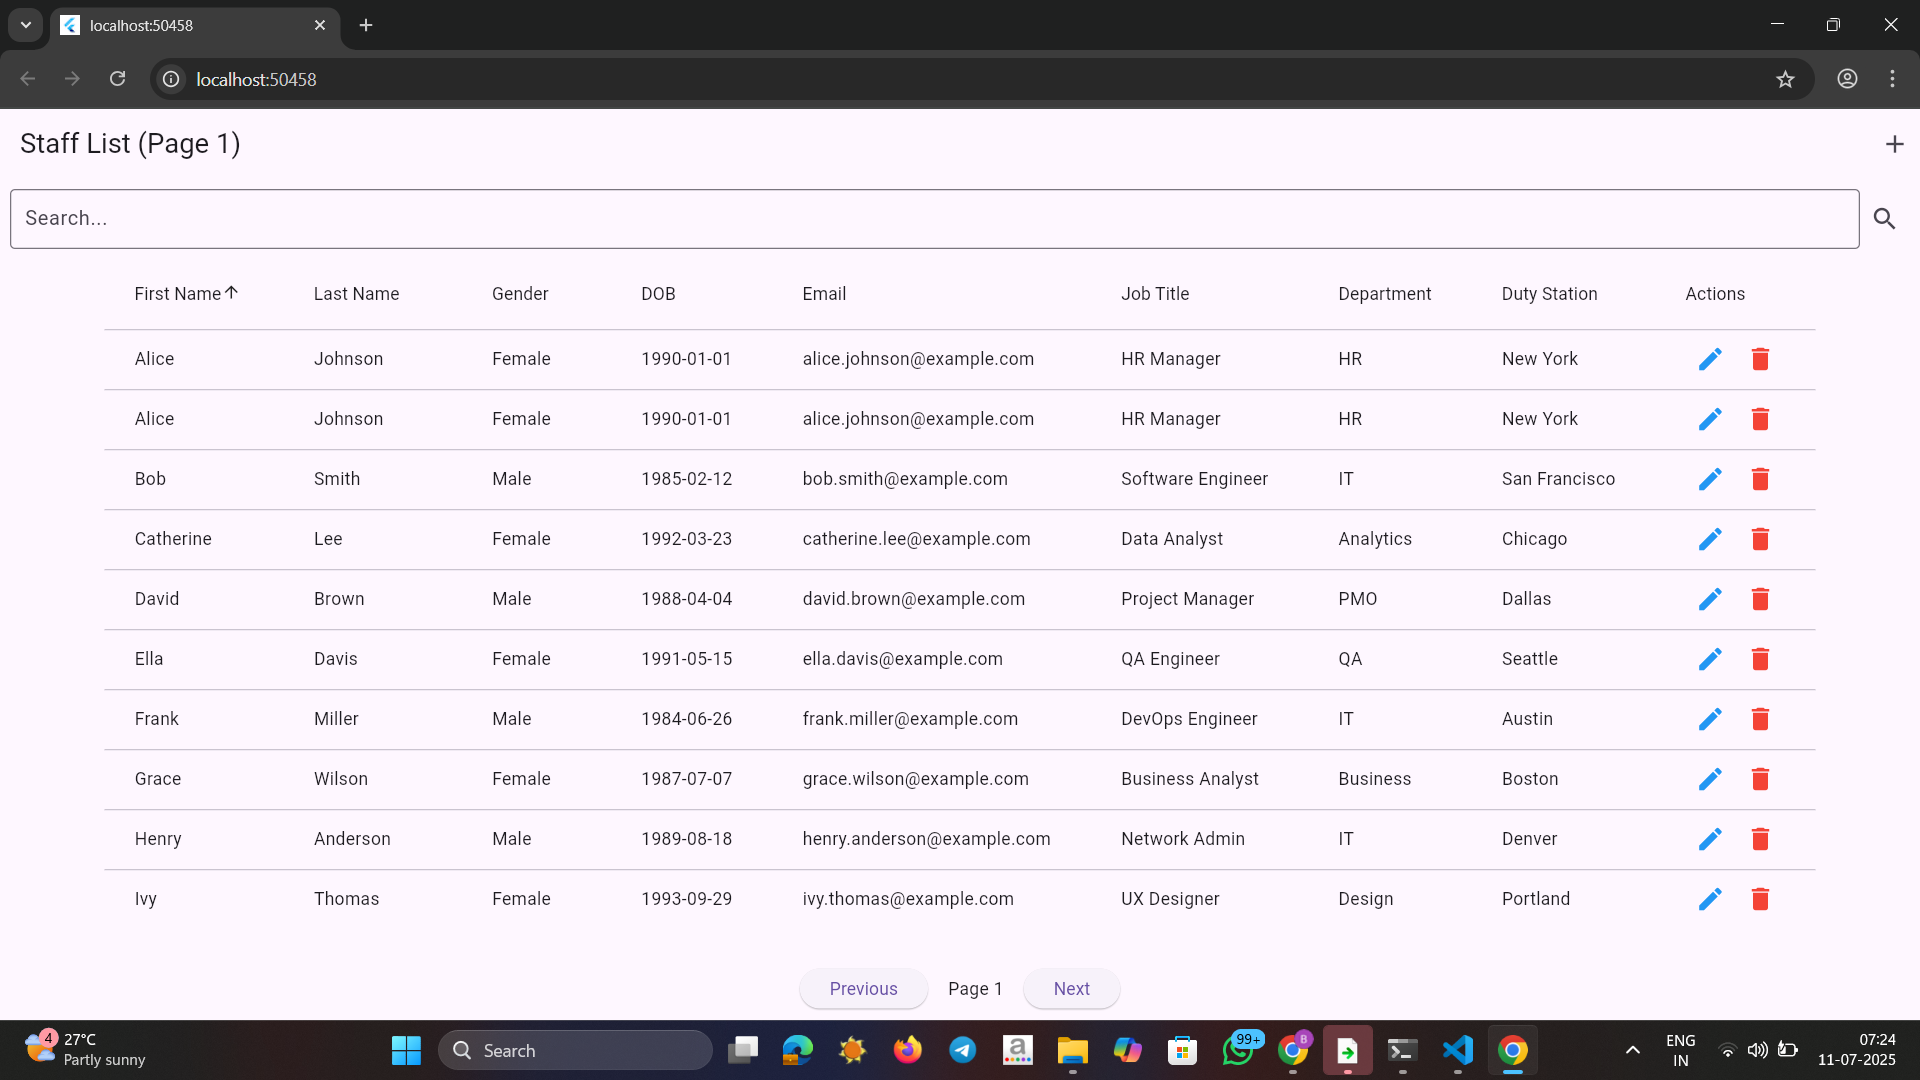 localhost:50458
localhost:50458
Staff List (Page 1)
Search...
First Name Last Name Gender DOB Email Job Title Department Duty Station Actions
Alice Johnson Female 1990-01-01 alice.johnson@example.com HR Manager HR New York
Alice Johnson Female 1990-01-01 alice.johnson@example.com HR Manager HR New York
Bob Smith Male 1985-02-12 bob.smith@example.com Software Engineer IT San Francisco
Catherine Lee Female 1992-03-23 catherine.lee@example.com Data Analyst Analytics Chicago
David Brown Male 1988-04-04 david.brown@example.com Project Manager PMO Dallas
Ella Davis Female 1991-05-15 ella.davis@example.com QA Engineer QA Seattle
Frank Miller Male 1984-06-26 frank.miller@example.com DevOps Engineer IT Austin
Grace Wilson Female 1987-07-07 grace.wilson@example.com Business Analyst Business Boston
Henry Anderson Male 1989-08-18 henry.anderson@example.com Network Admin IT Denver
Ivy Thomas Female 1993-09-29 ivy.thomas@example.com UX Designer Design Portland
Previous Page 1 Next
4 27°C
Partly sunny
Search
a
99+
B
ENG
IN
07:24
11-07-2025